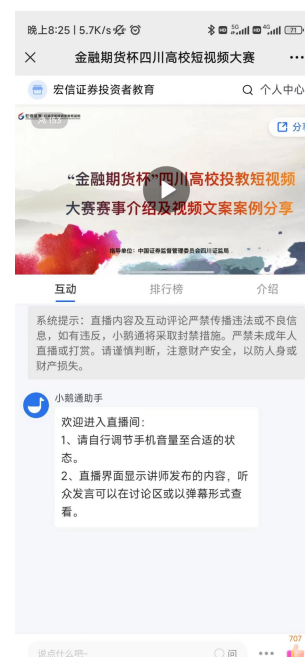 晚上8:25 | 5.7K/s
5G
4G
71
金融期货杯四川高校短视频大赛
宏信证券投资者教育
个人中心
分享
“金融期货杯”四川高校投教短视频
大赛赛事介绍及视频文案案例分享
指导单位：中国证券监督管理委员会四川证监局
互动
排行榜
介绍
系统提示：直播内容及互动评论严禁传播违法或不良信
息，如有违反，小鹅通将采取封禁措施。严禁未成年人
直播或打赏。请谨慎判断，注意财产安全，以防人身或
财产损失。
小鹅通助手
欢迎进入直播间：
1、请自行调节手机音量至合适的状
态。
2、直播界面显示讲师发布的内容，听
众发言可以在讨论区或以弹幕形式查
看。
707
说点什么吧~
问